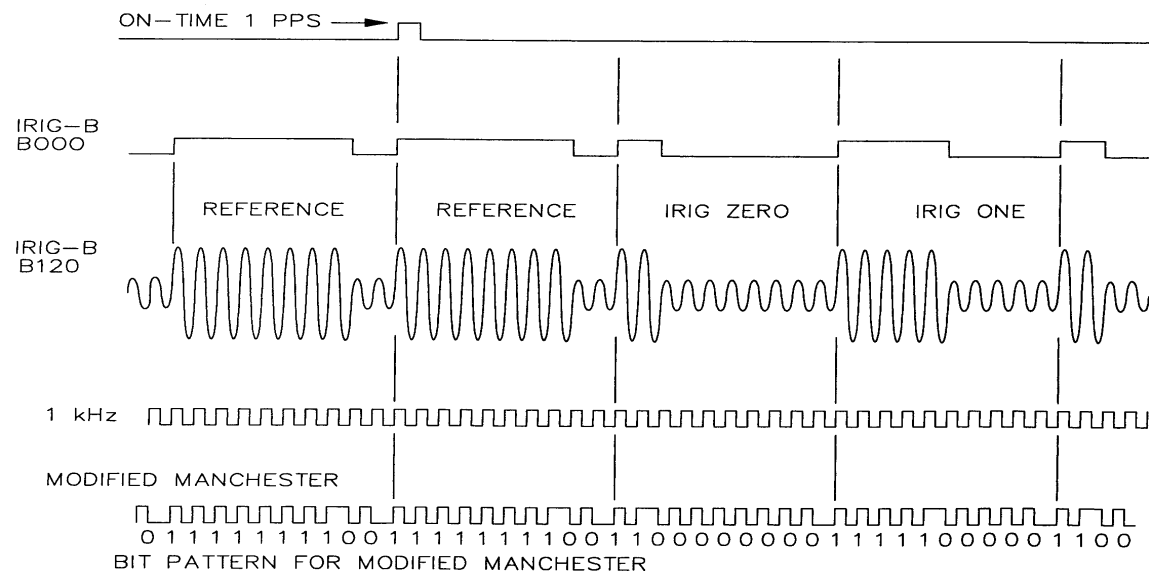 ON-TIME 1 PPS
IRIG-B
B000
REFERENCE REFERENCE IRIG ZERO IRIG ONE
IRIG-B
B120
1 kHz
MODIFIED MANCHESTER
0 1 1 1 1 1 1 1 1 0 0 1 1 1 1 1 1 1 1 0 0 1 1 0 0 0 0 0 0 0 0 1 1 1 1 1 0 0 0 0 0 1 1 0 0
BIT PATTERN FOR MODIFIED MANCHESTER